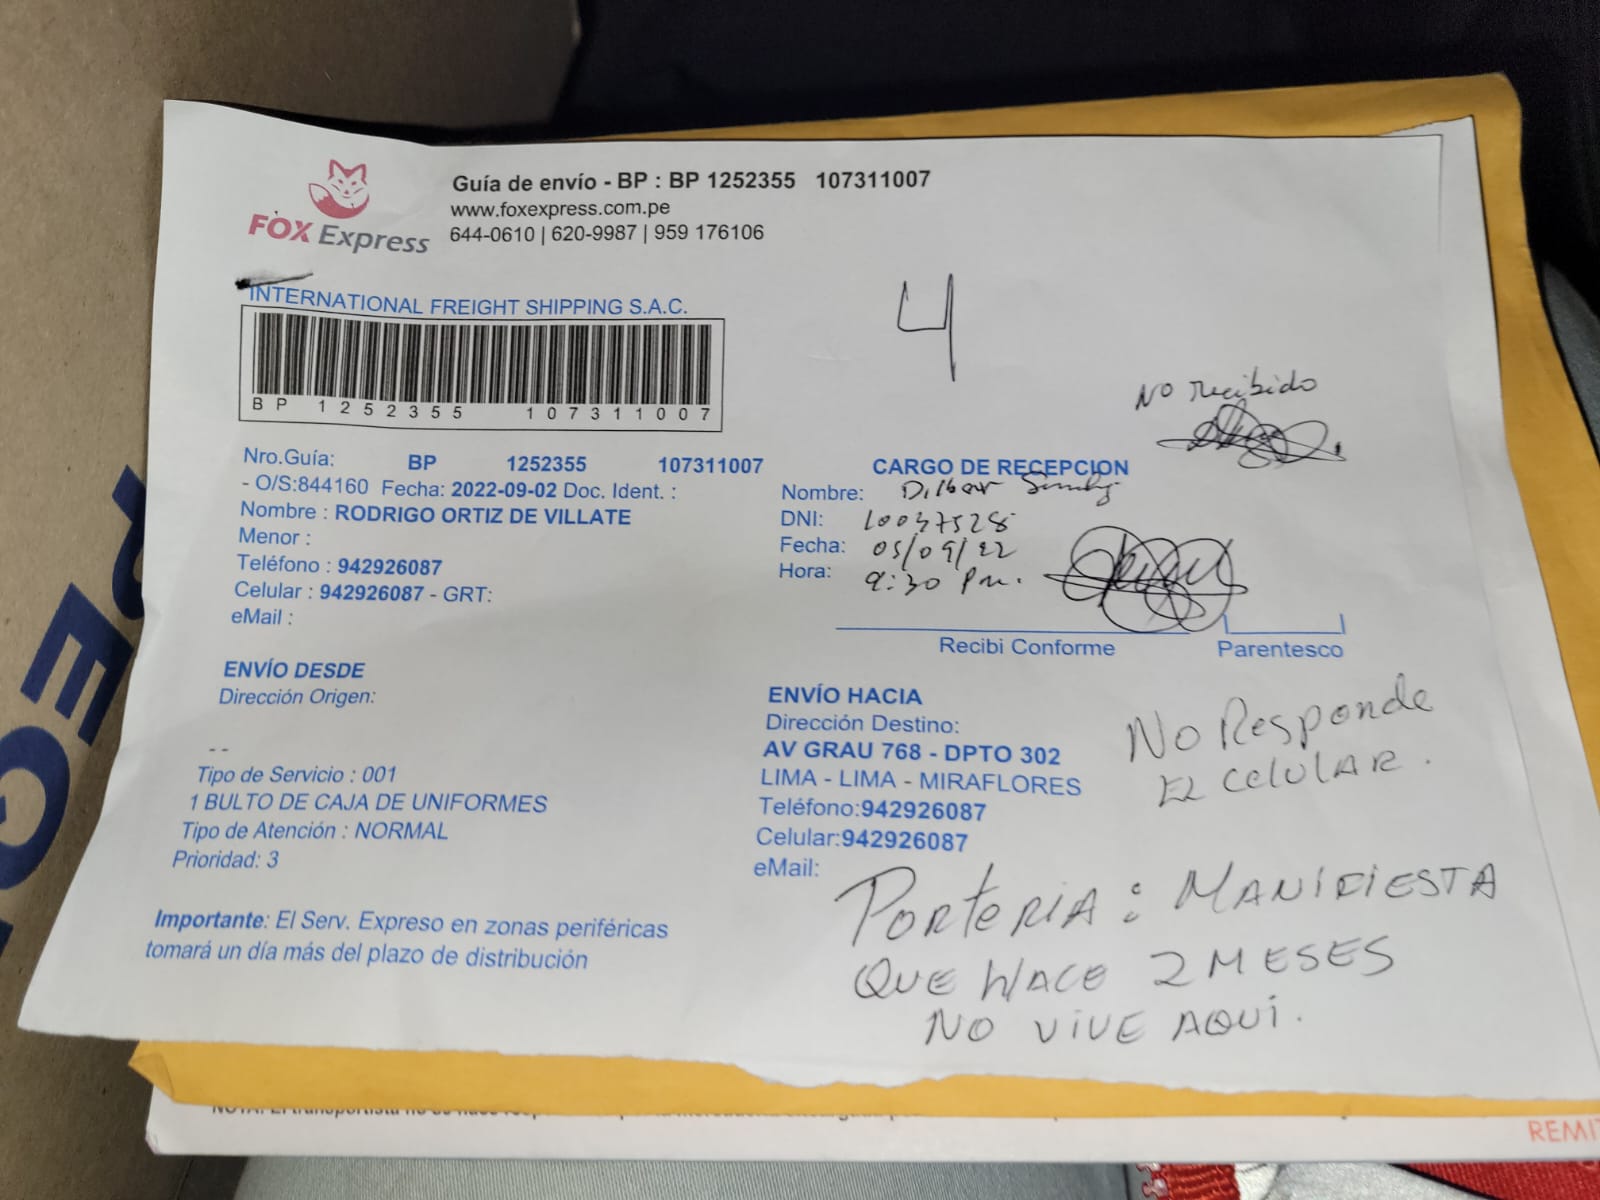 FOX Express
Guía de envío - BP : BP 1252355 107311007
www.foxexpress.com.pe
644-0610 | 620-9987 | 959 176106
INTERNATIONAL FREIGHT SHIPPING S.A.C.
BP 1252355 107311007
4
No recibido
Nro.Guía: BP 1252355 107311007
- O/S:844160 Fecha: 2022-09-02 Doc. Ident. :
Nombre : RODRIGO ORTIZ DE VILLATE
Menor :
Teléfono : 942926087
Celular : 942926087 - GRT:
eMail :
CARGO DE RECEPCION
Nombre: Dilbar
DNI: 10037528
Fecha: 05/09/22
Hora: 9:30 pm.
Recibi Conforme Parentesco
ENVÍO DESDE
Dirección Origen:
--
Tipo de Servicio : 001
1 BULTO DE CAJA DE UNIFORMES
Tipo de Atención : NORMAL
Prioridad: 3
ENVÍO HACIA
Dirección Destino:
AV GRAU 768 - DPTO 302
LIMA - LIMA - MIRAFLORES
Teléfono:942926087
Celular:942926087
eMail:
No Responde
EL CELULAR.
PORTERIA: MANIFIESTA
QUE HACE 2 MESES
NO VIVE AQUÍ.
Importante: El Serv. Expreso en zonas periféricas
tomará un día más del plazo de distribución
REMI